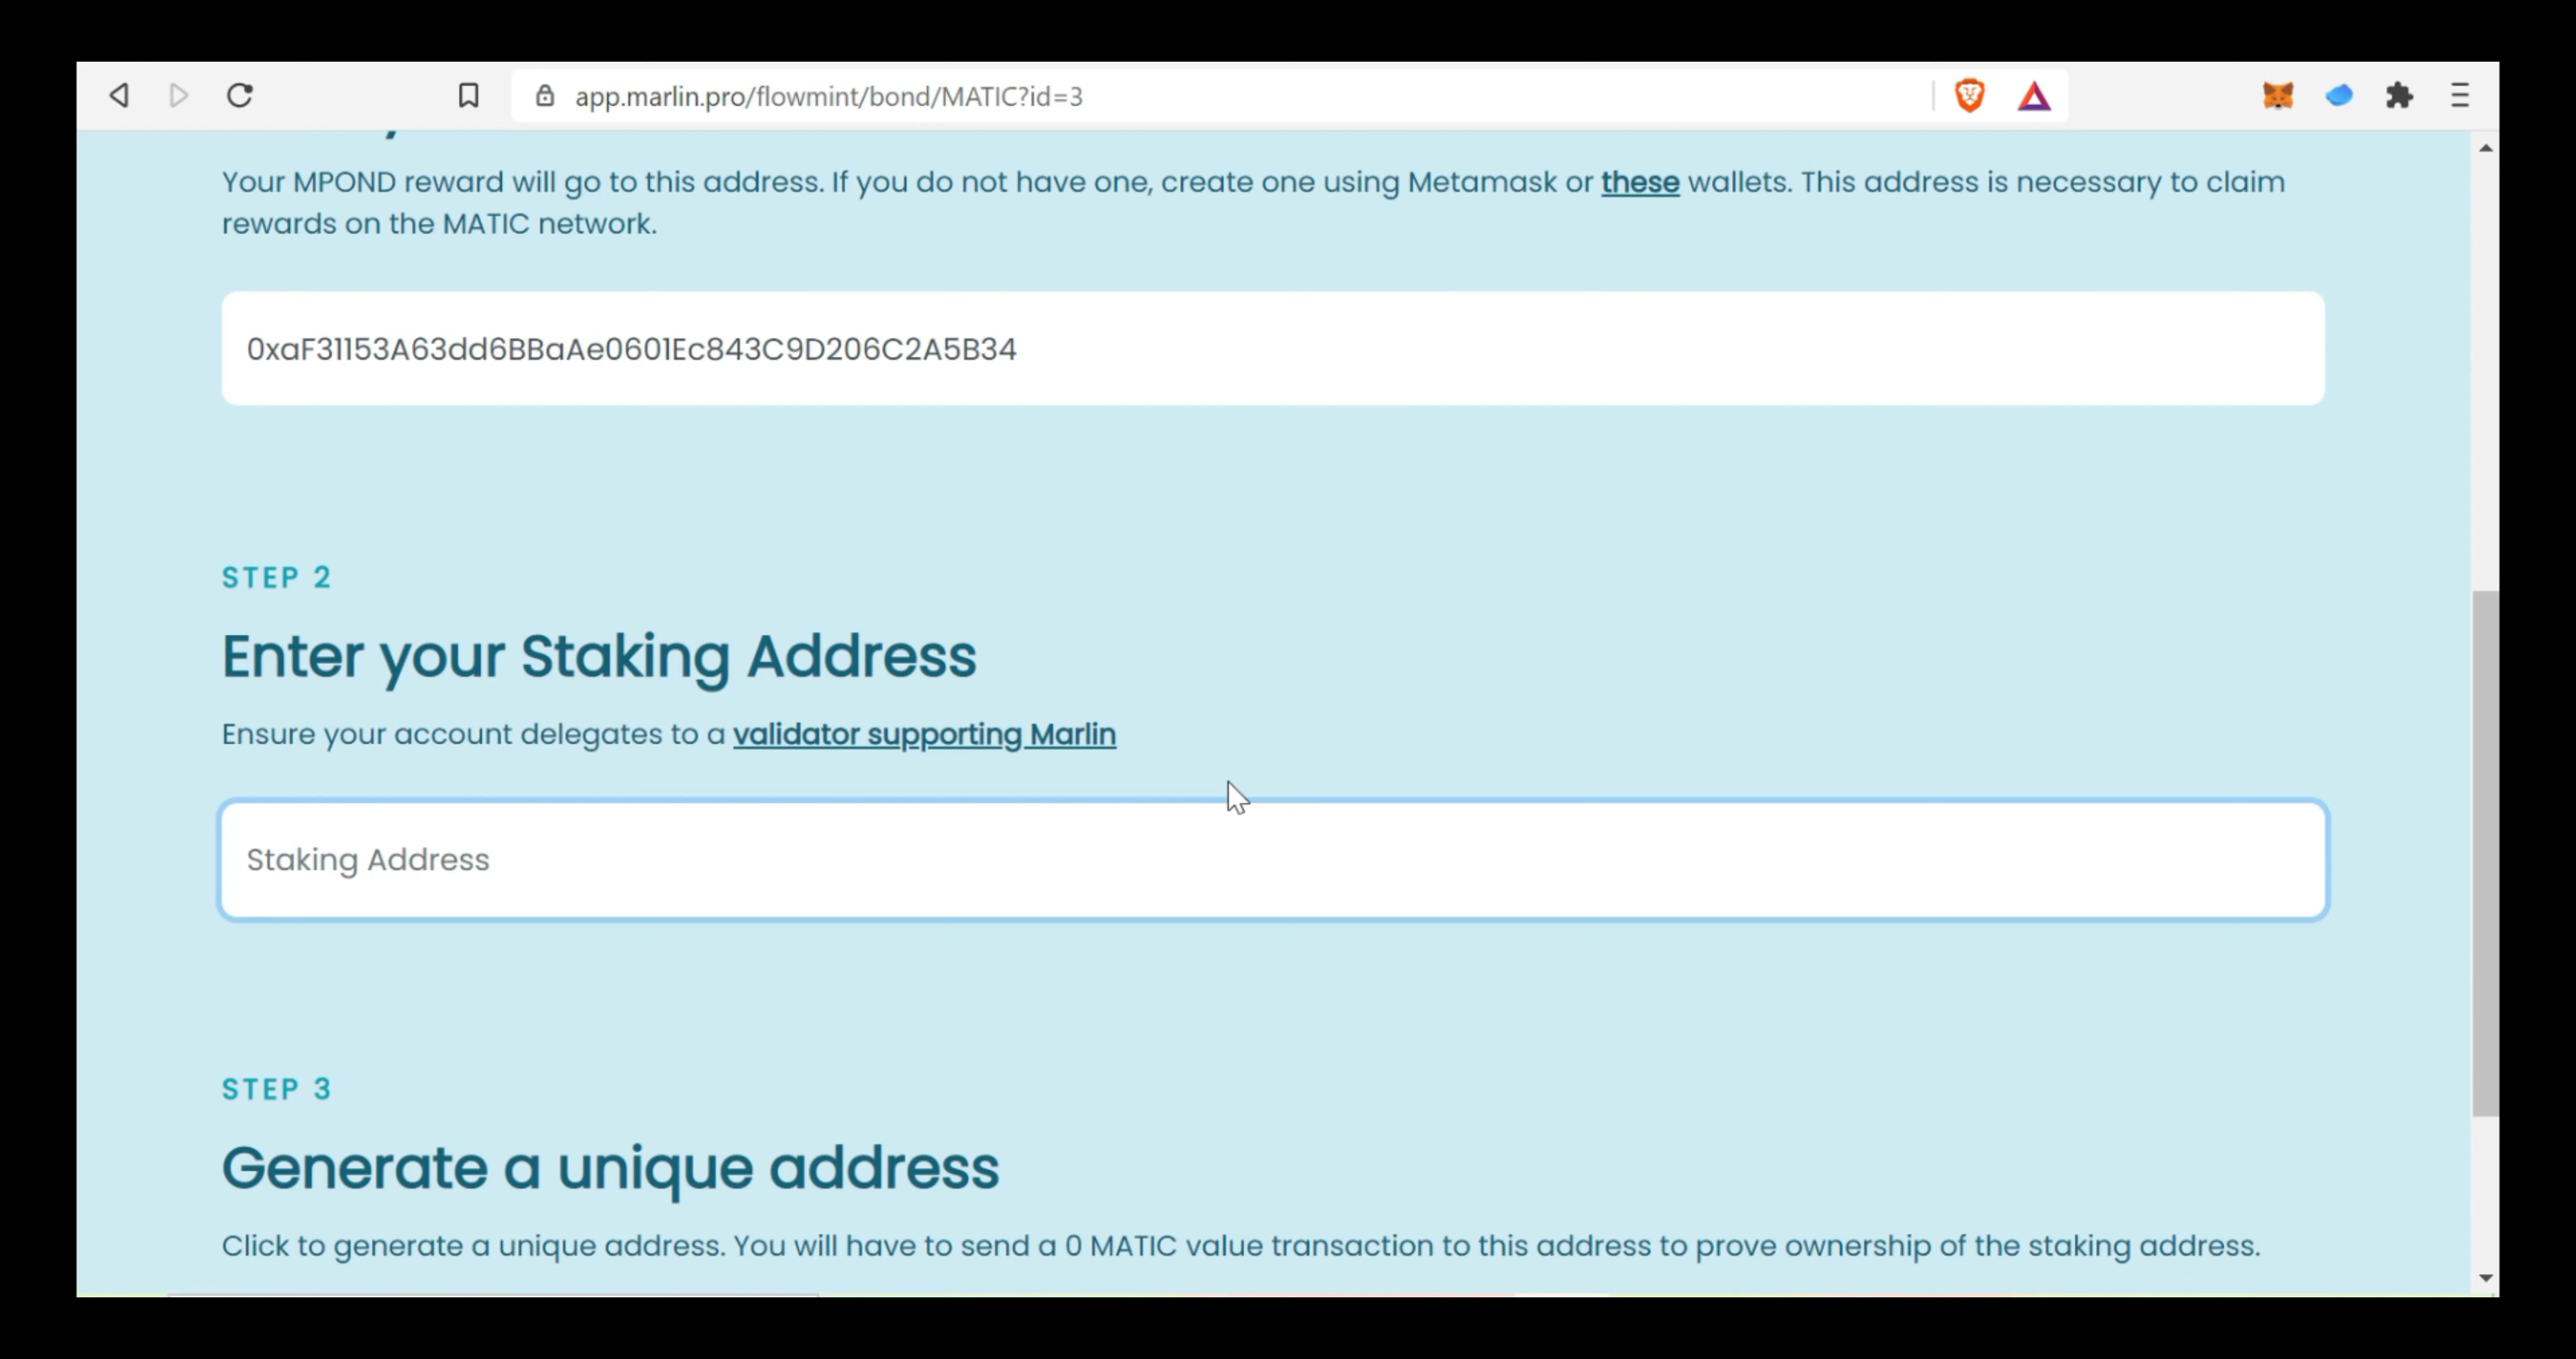 app.marlin.pro/flowmint/bond/MATIC?id=3
Your MPOND reward will go to this address. If you do not have one, create one using Metamask or these wallets. This address is necessary to claim
rewards on the MATIC network.
0xaF31153A63dd6BBaAe0601Ec843C9D206C2A5B34
STEP 2
Enter your Staking Address
Ensure your account delegates to a validator supporting Marlin
Staking Address
STEP 3
Generate a unique address
Click to generate a unique address. You will have to send a 0 MATIC value transaction to this address to prove ownership of the staking address.